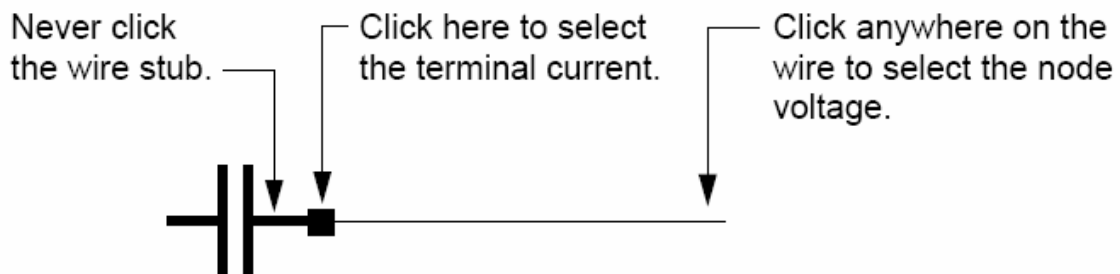 Never click
the wire stub.
Click here to select
the terminal current.
Click anywhere on the
wire to select the node
voltage.